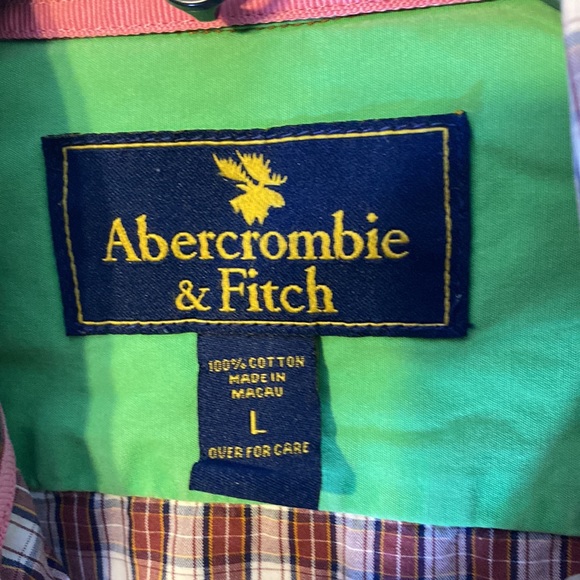 Abercrombie
& Fitch
100% COTTON
MADE IN
MACAU
L
OVER FOR CARE